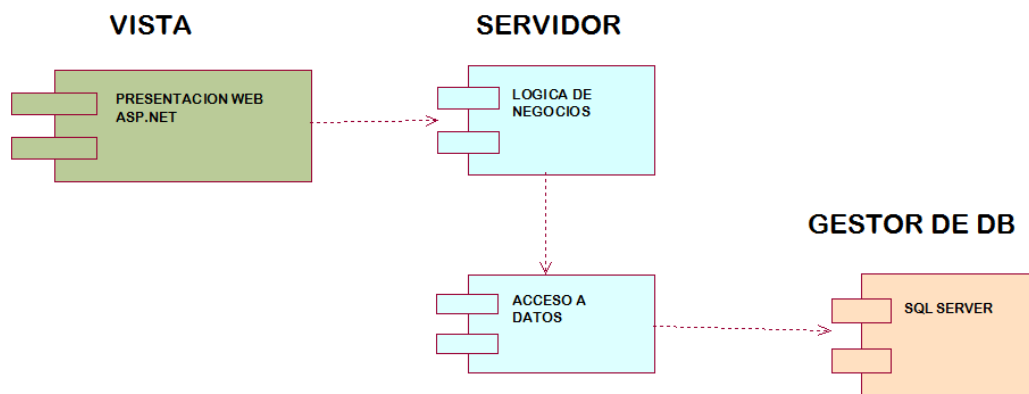 VISTA
SERVIDOR
PRESENTACION WEB
ASP.NET
LOGICA DE
NEGOCIOS
GESTOR DE DB
ACCESO A
DATOS
SQL SERVER